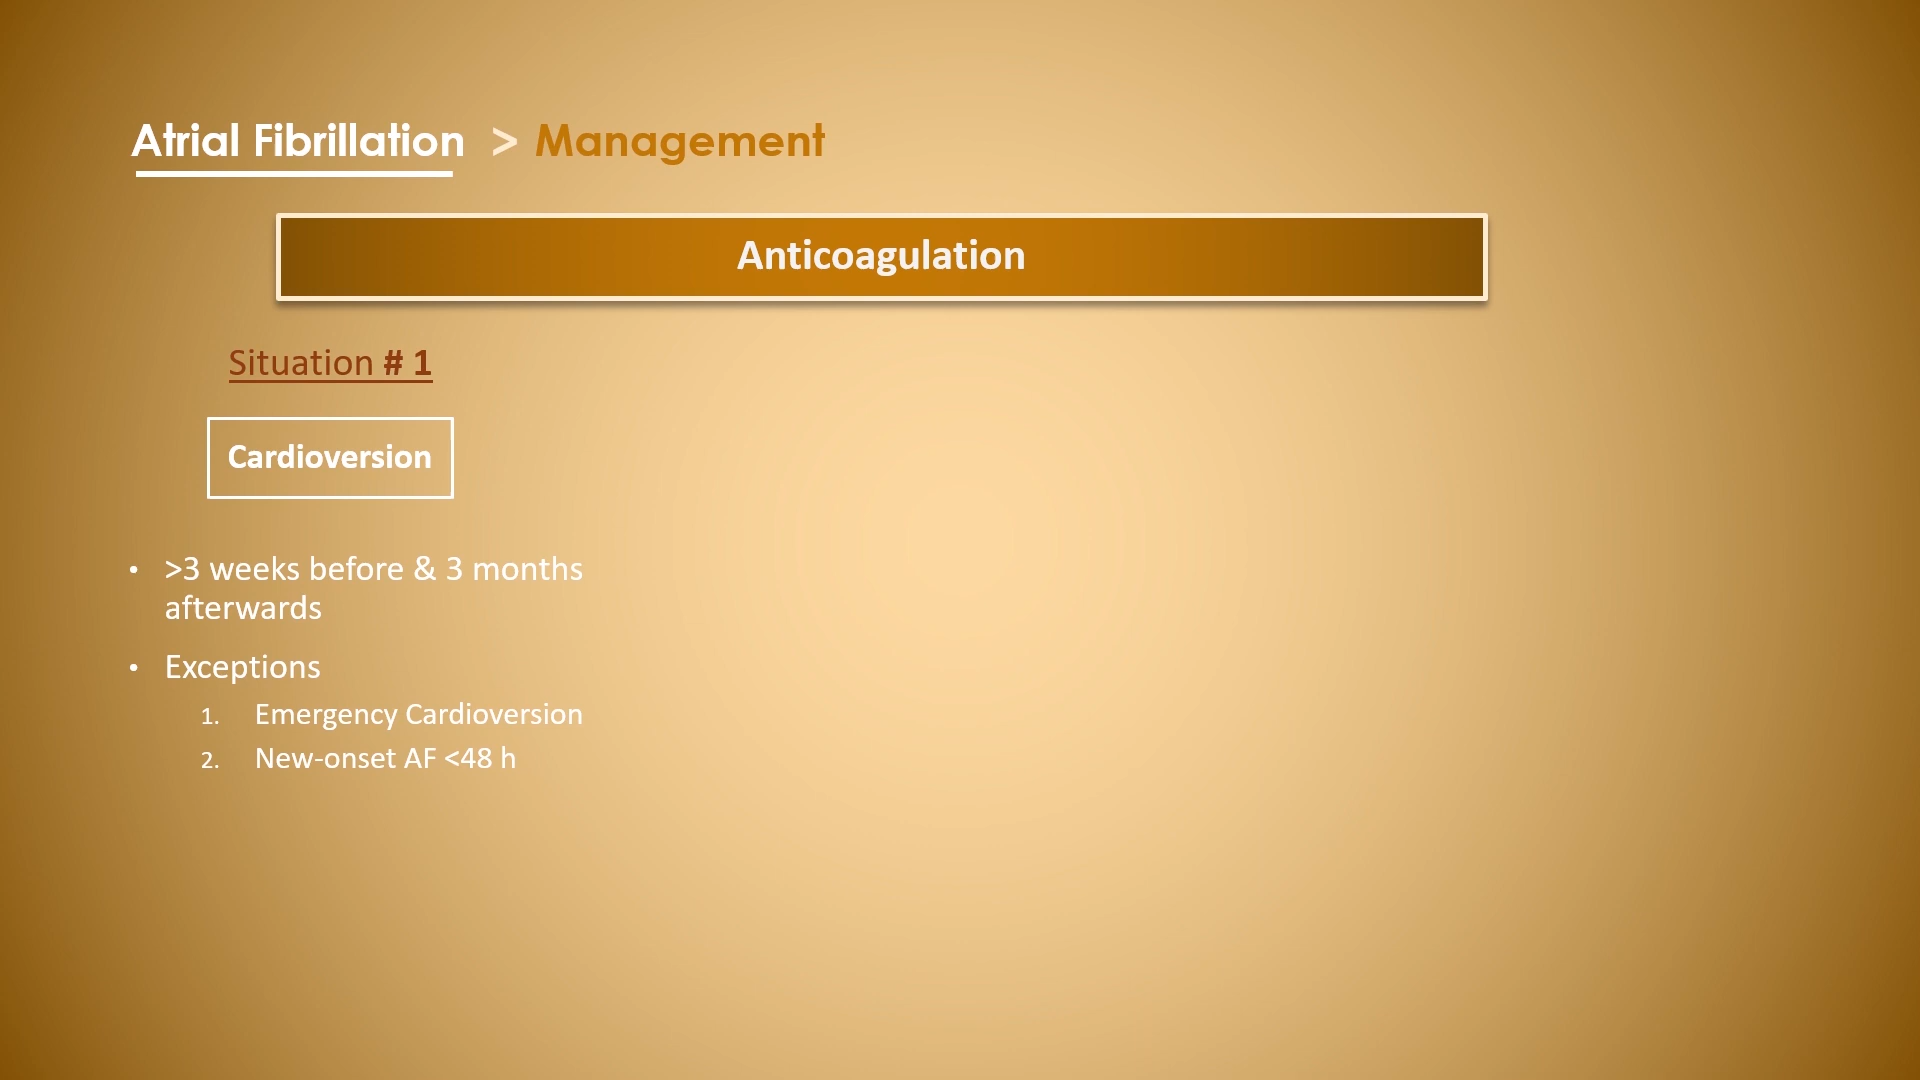 Atrial Fibrillation > Management
Anticoagulation
Situation # 1
Cardioversion
• >3 weeks before & 3 months
afterwards
• Exceptions
1. Emergency Cardioversion
2. New-onset AF <48 h